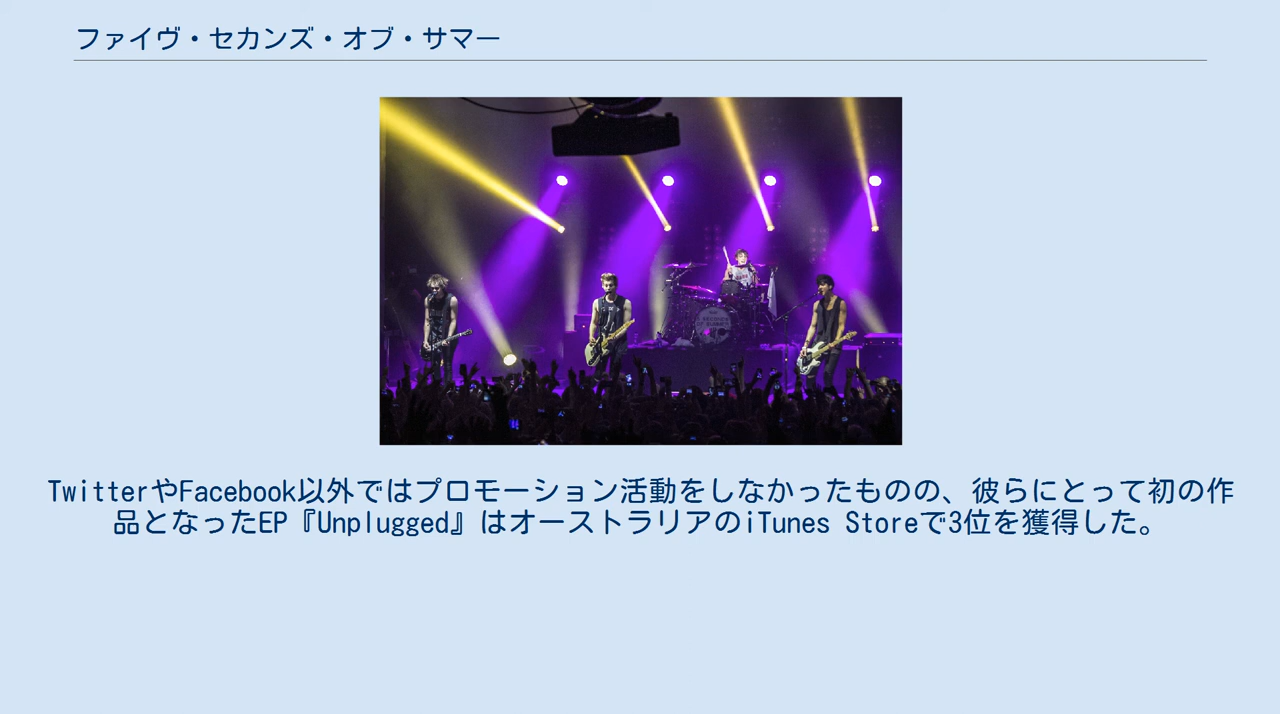 ファイヴ・セカンズ・オブ・サマー
5 SECONDS
OF SUMMER
TwitterやFacebook以外ではプロモーション活動をしなかったものの、彼らにとって初の作
品となったEP『Unplugged』はオーストラリアのiTunes Storeで3位を獲得した。